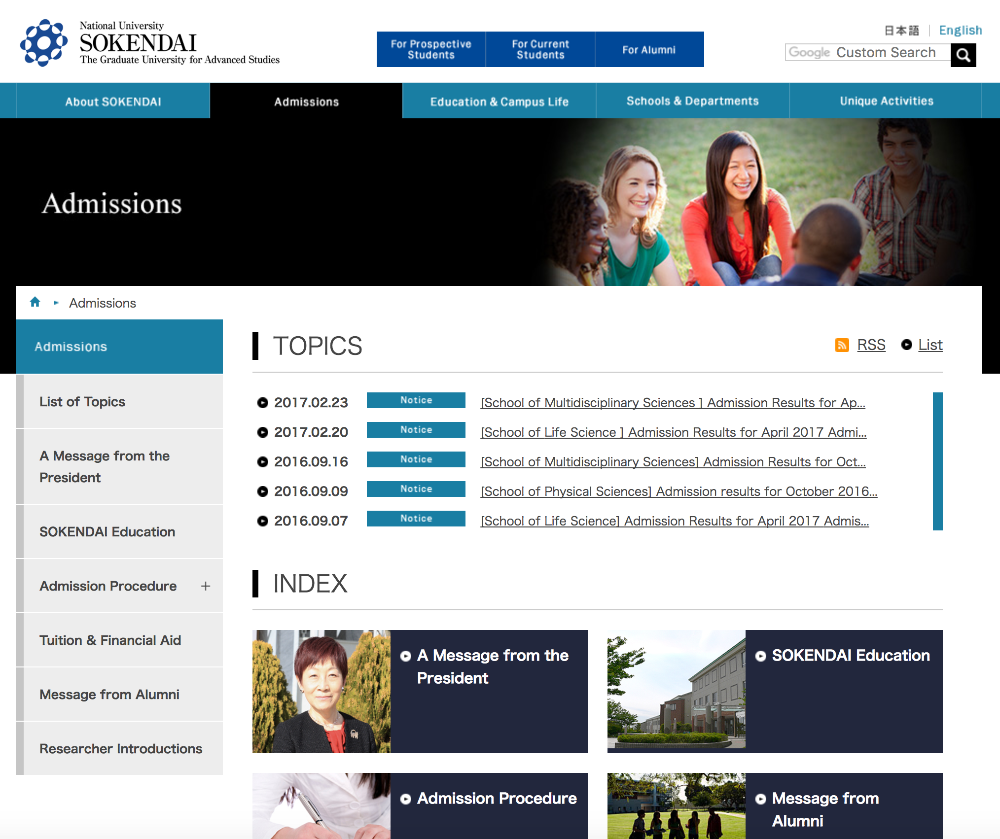 National University
SOKENDAI
The Graduate University for Advanced Studies
For Prospective
Students
For Current
Students
For Alumni
日本語
English
Google Custom Search
About SOKENDAI
Admissions
Education & Campus Life
Schools & Departments
Unique Activities
Admissions
Admissions
Admissions
List of Topics
A Message from the
President
SOKENDAI Education
Admission Procedure +
Tuition & Financial Aid
Message from Alumni
Researcher Introductions
TOPICS
RSS
List
2017.02.23 Notice [School of Multidisciplinary Sciences ] Admission Results for Ap...
2017.02.20 Notice [School of Life Science ] Admission Results for April 2017 Admi...
2016.09.16 Notice [School of Multidisciplinary Sciences] Admission Results for Oct...
2016.09.09 Notice [School of Physical Sciences] Admission results for October 2016...
2016.09.07 Notice [School of Life Science] Admission Results for April 2017 Admis...
INDEX
A Message from the
President
SOKENDAI Education
Admission Procedure
Message from
Alumni